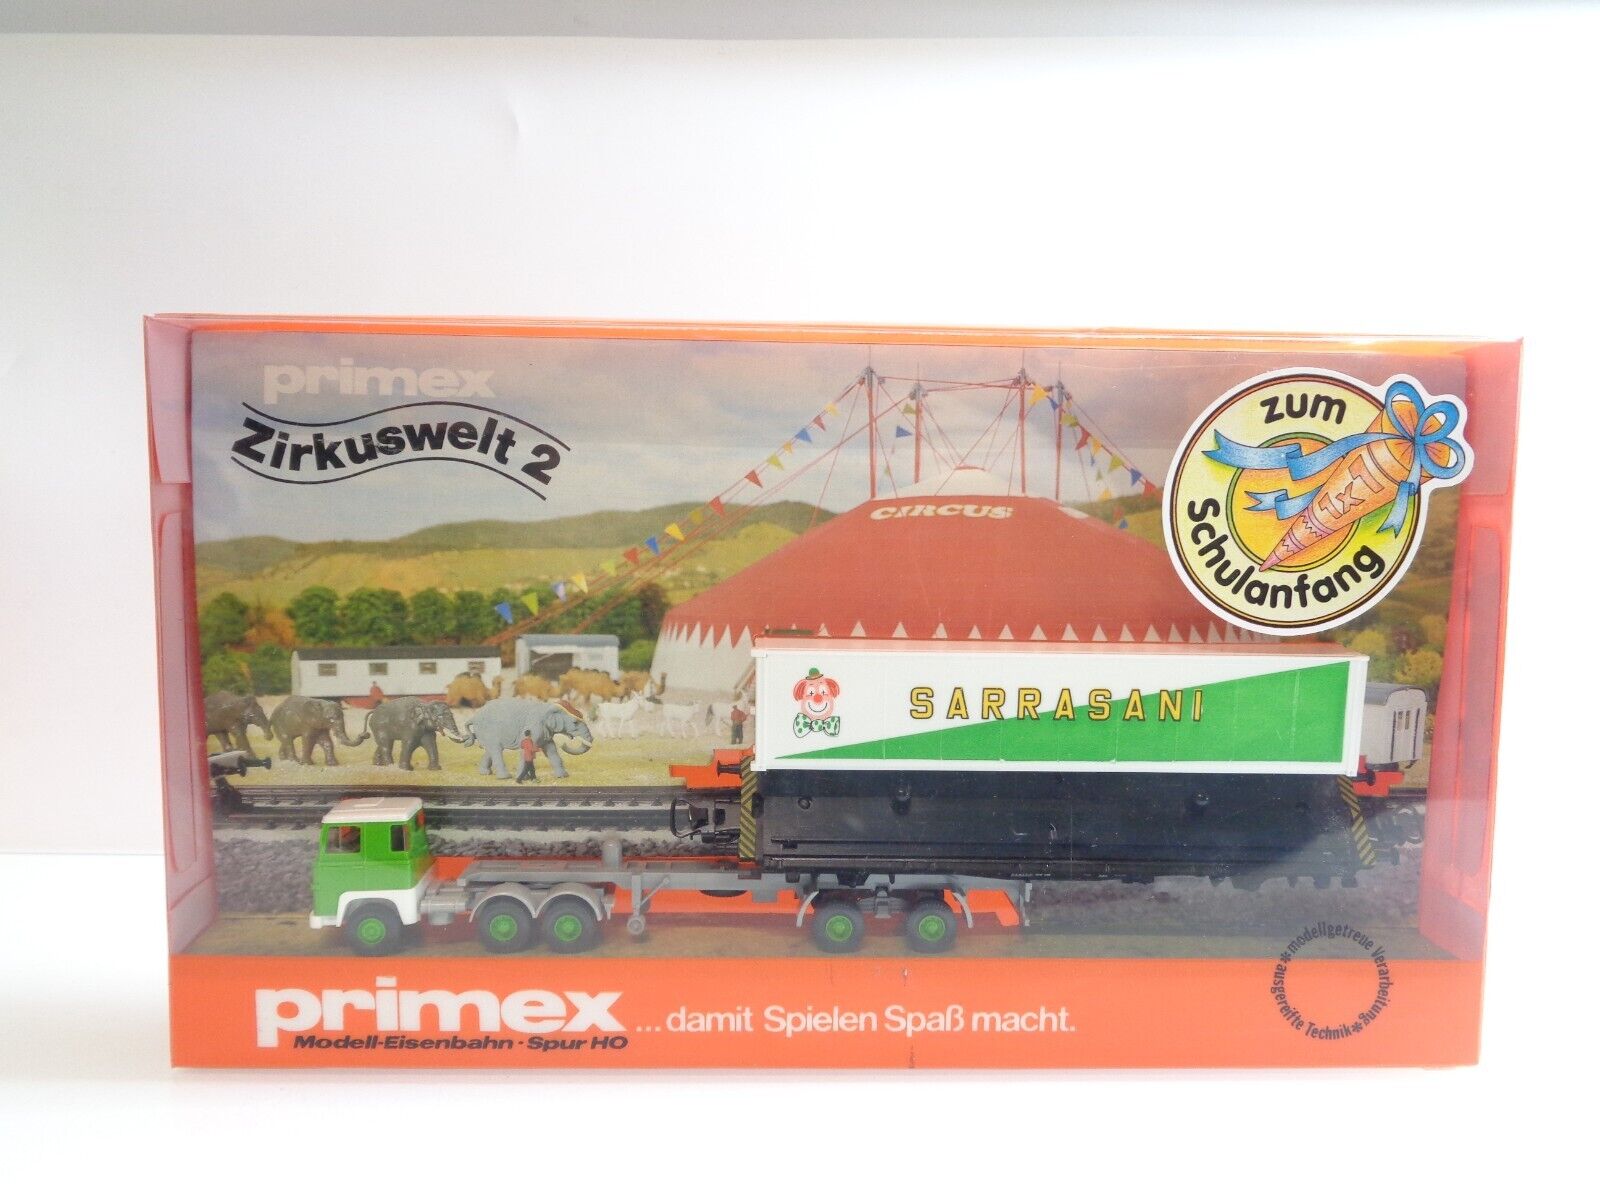 primex
Zirkuswelt 2
CIRCUS
zum
1x1
Schulanfang
SARRASANI
primex ...damit Spielen Spaß macht.
Modell-Eisenbahn · Spur HO
*modellgetreue Verarbeitung*ausgereifte Technik